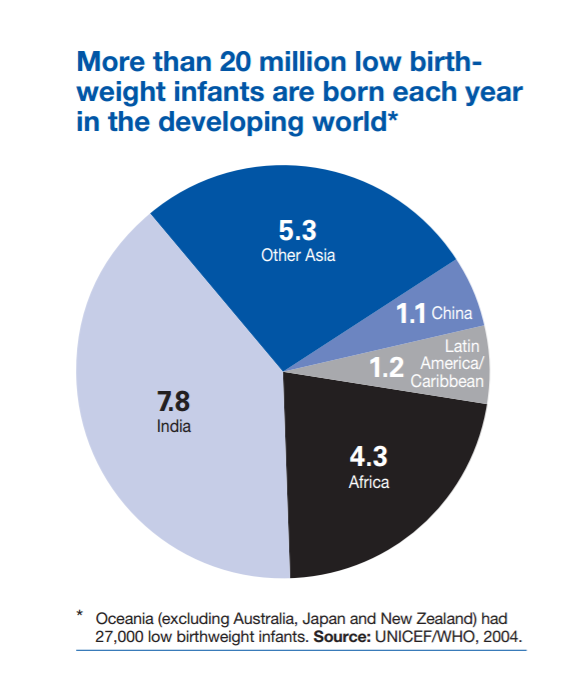 More than 20 million low birth-
weight infants are born each year
in the developing world*
5.3
Other Asia
1.1 China
1.2 Latin
America/
Caribbean
7.8
India
4.3
Africa
* Oceania (excluding Australia, Japan and New Zealand) had
27,000 low birthweight infants. Source: UNICEF/WHO, 2004.